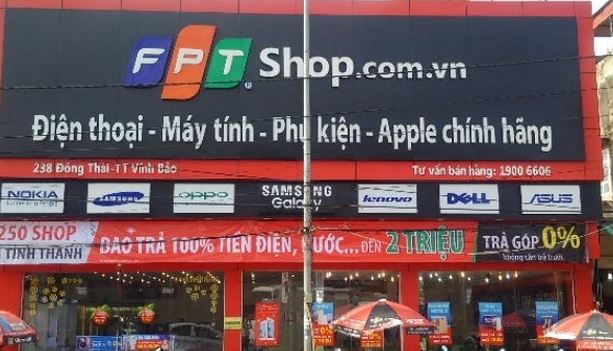 FPT Shop.com.vn
Điện thoại - Máy tính - Phụ kiện - Apple chính hãng
238 Đông Thái-TT Vĩnh Bảo
Tư vấn bán hàng: 1900 6606
NOKIA
SAMSUNG
oppo
SAMSUNG
Galaxy
lenovo
DELL
ASUS
250 SHOP
TỈNH THÀNH
BAO TRẢ 100% TIỀN ĐIỆN, NƯỚC... ĐẾN 2 TRIỆU
TRẢ GÓP 0%